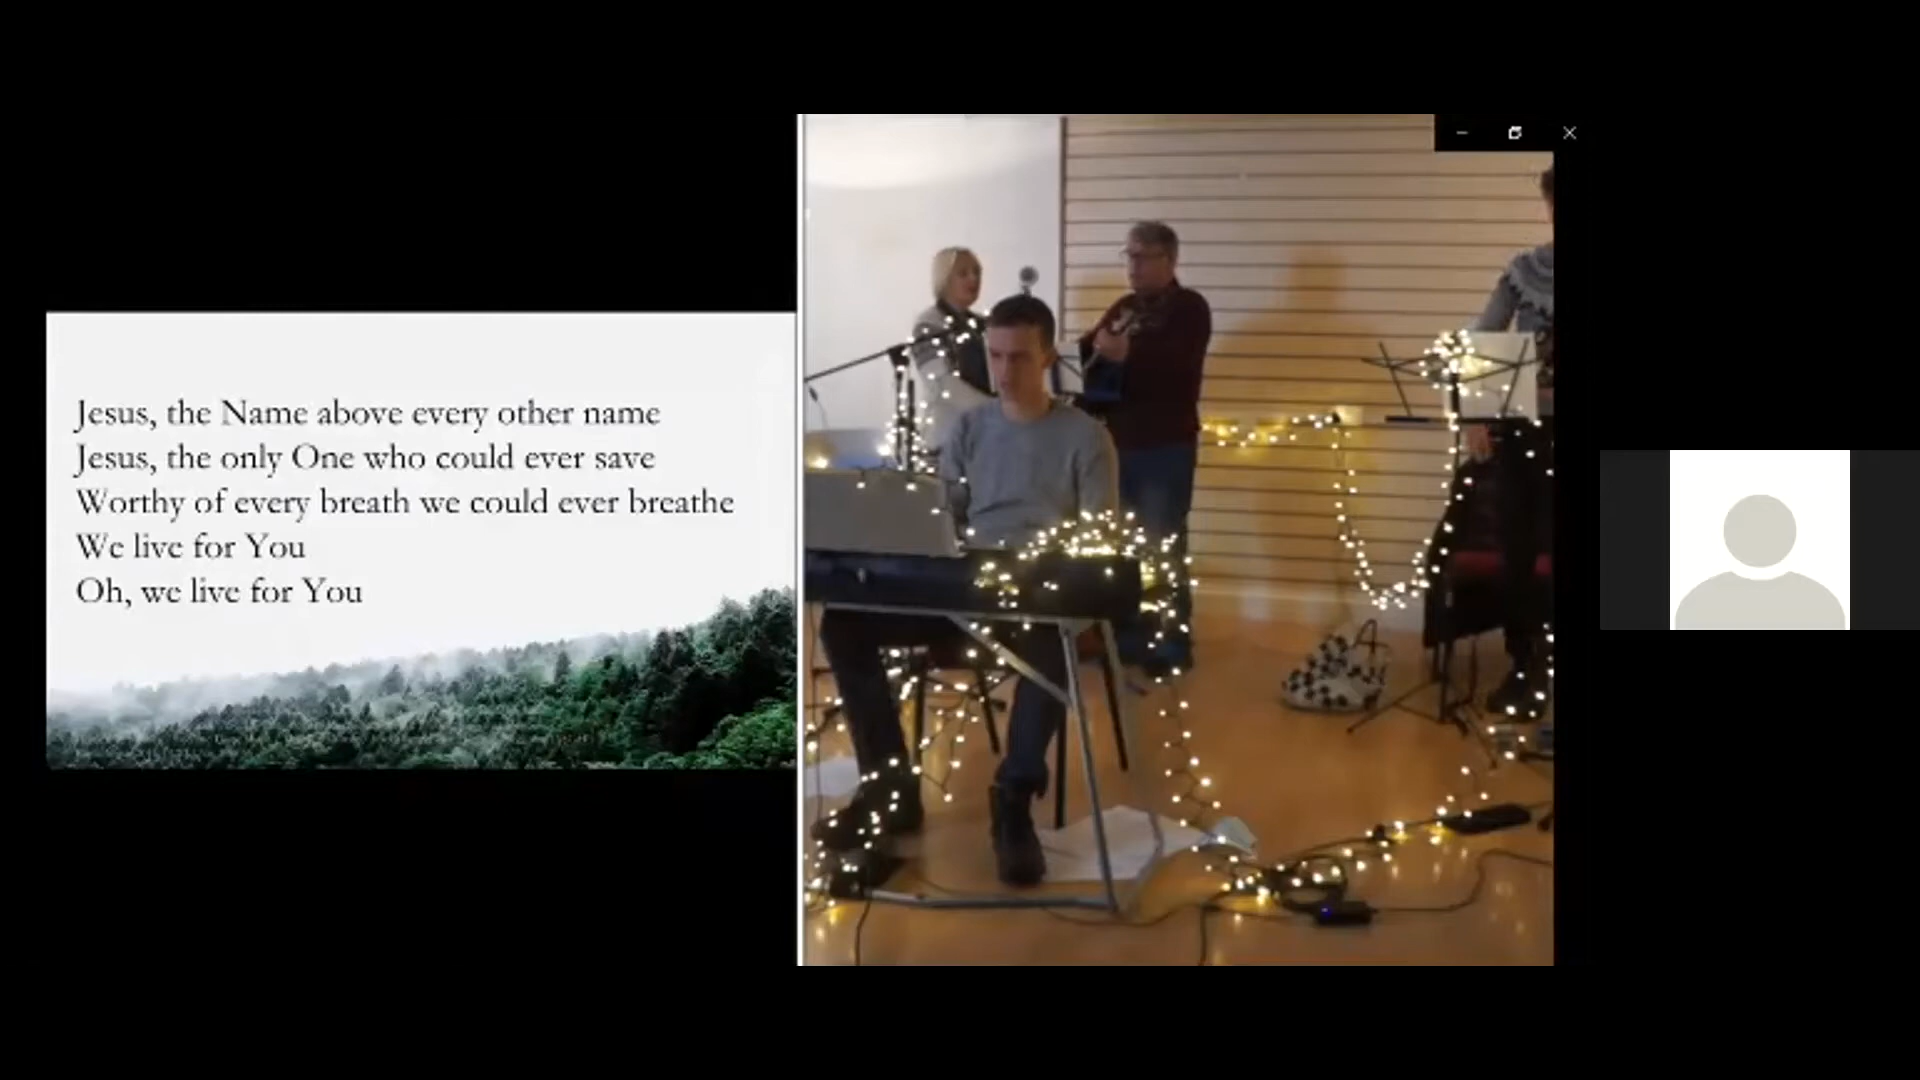 Jesus, the Name above every other name
Jesus, the only One who could ever save
Worthy of every breath we could ever breathe
We live for You
Oh, we live for You